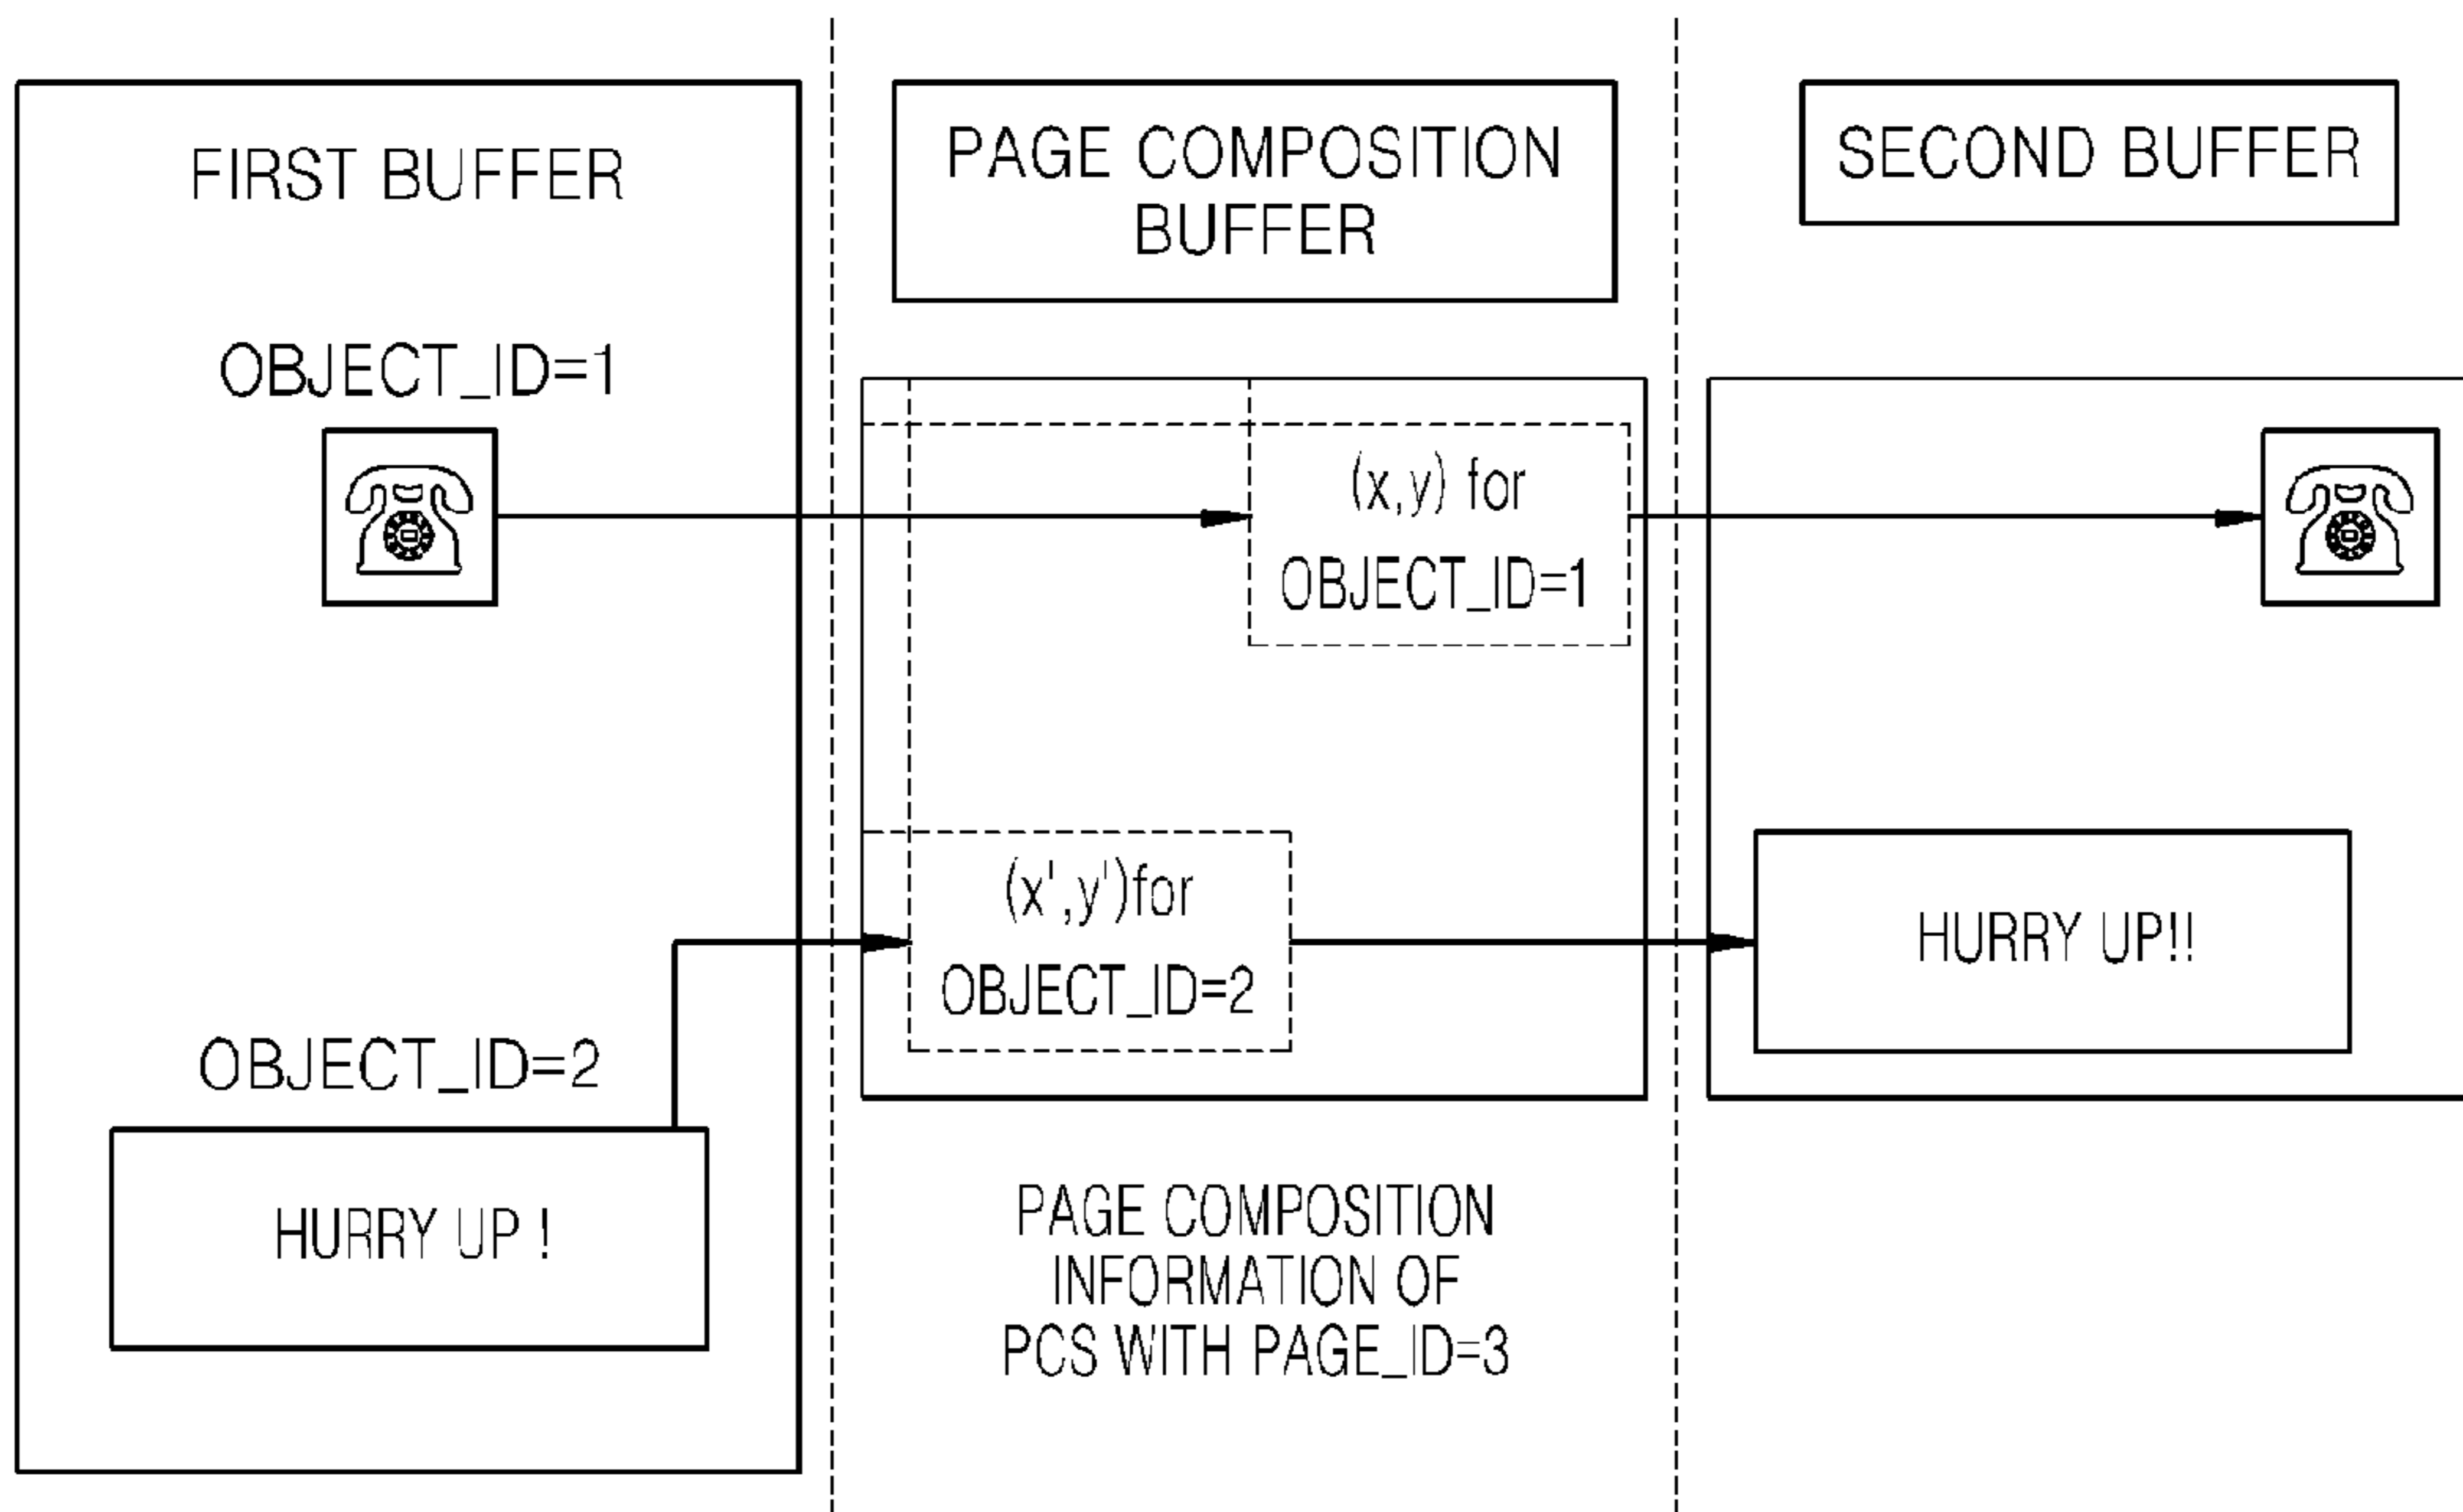 FIRST BUFFER
OBJECT_ID=1
OBJECT_ID=2
HURRY UP !
PAGE COMPOSITION
BUFFER
(x,y) for
OBJECT_ID=1
(x',y')for
OBJECT_ID=2
PAGE COMPOSITION
INFORMATION OF
PCS WITH PAGE_ID=3
SECOND BUFFER
HURRY UP!!